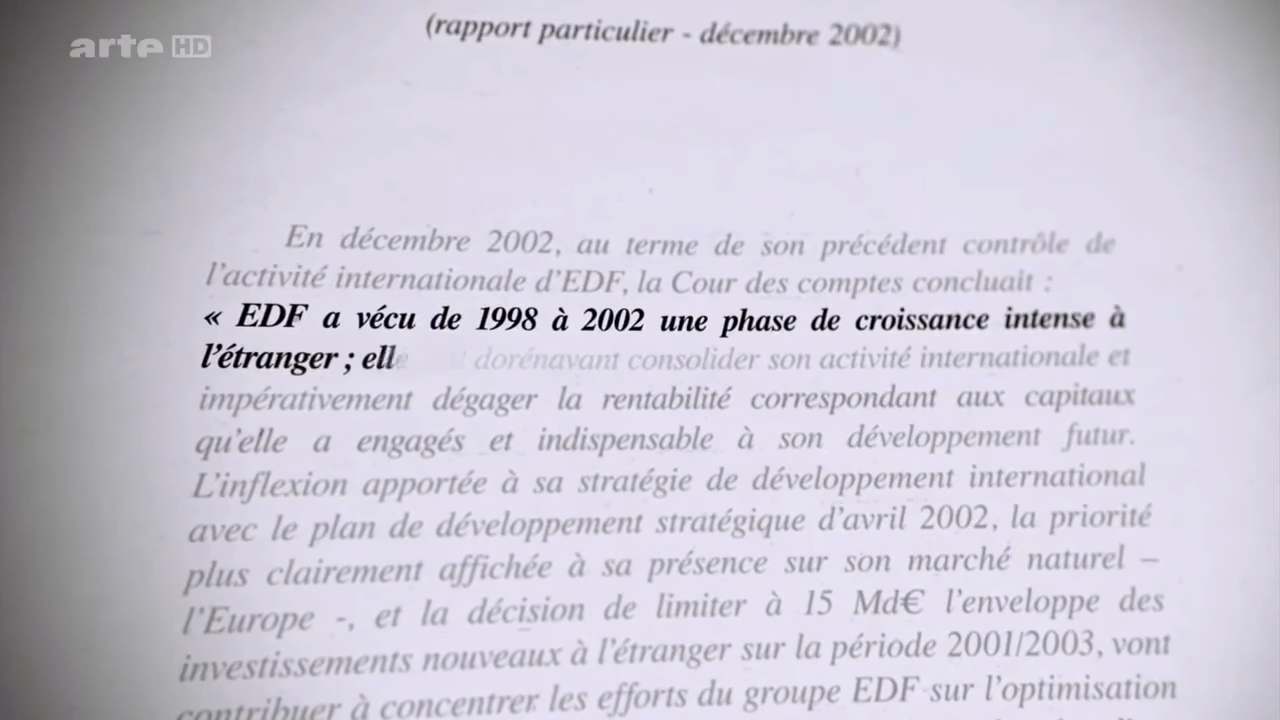 arte HD
(rapport particulier - décembre 2002)
En décembre 2002, au terme de son précédent contrôle de
l'activité internationale d'EDF, la Cour des comptes concluait :
« EDF a vécu de 1998 à 2002 une phase de croissance intense à
l'étranger ; elle dorénavant consolider son activité internationale et
impérativement dégager la rentabilité correspondant aux capitaux
qu'elle a engagés et indispensable à son développement futur.
L'inflexion apportée à sa stratégie de développement international
avec le plan de développement stratégique d'avril 2002, la priorité
plus clairement affichée à sa présence sur son marché naturel –
l'Europe -, et la décision de limiter à 15 Md€ l'enveloppe des
investissements nouveaux à l'étranger sur la période 2001/2003, vont
contribuer à concentrer les efforts du groupe EDF sur l'optimisation